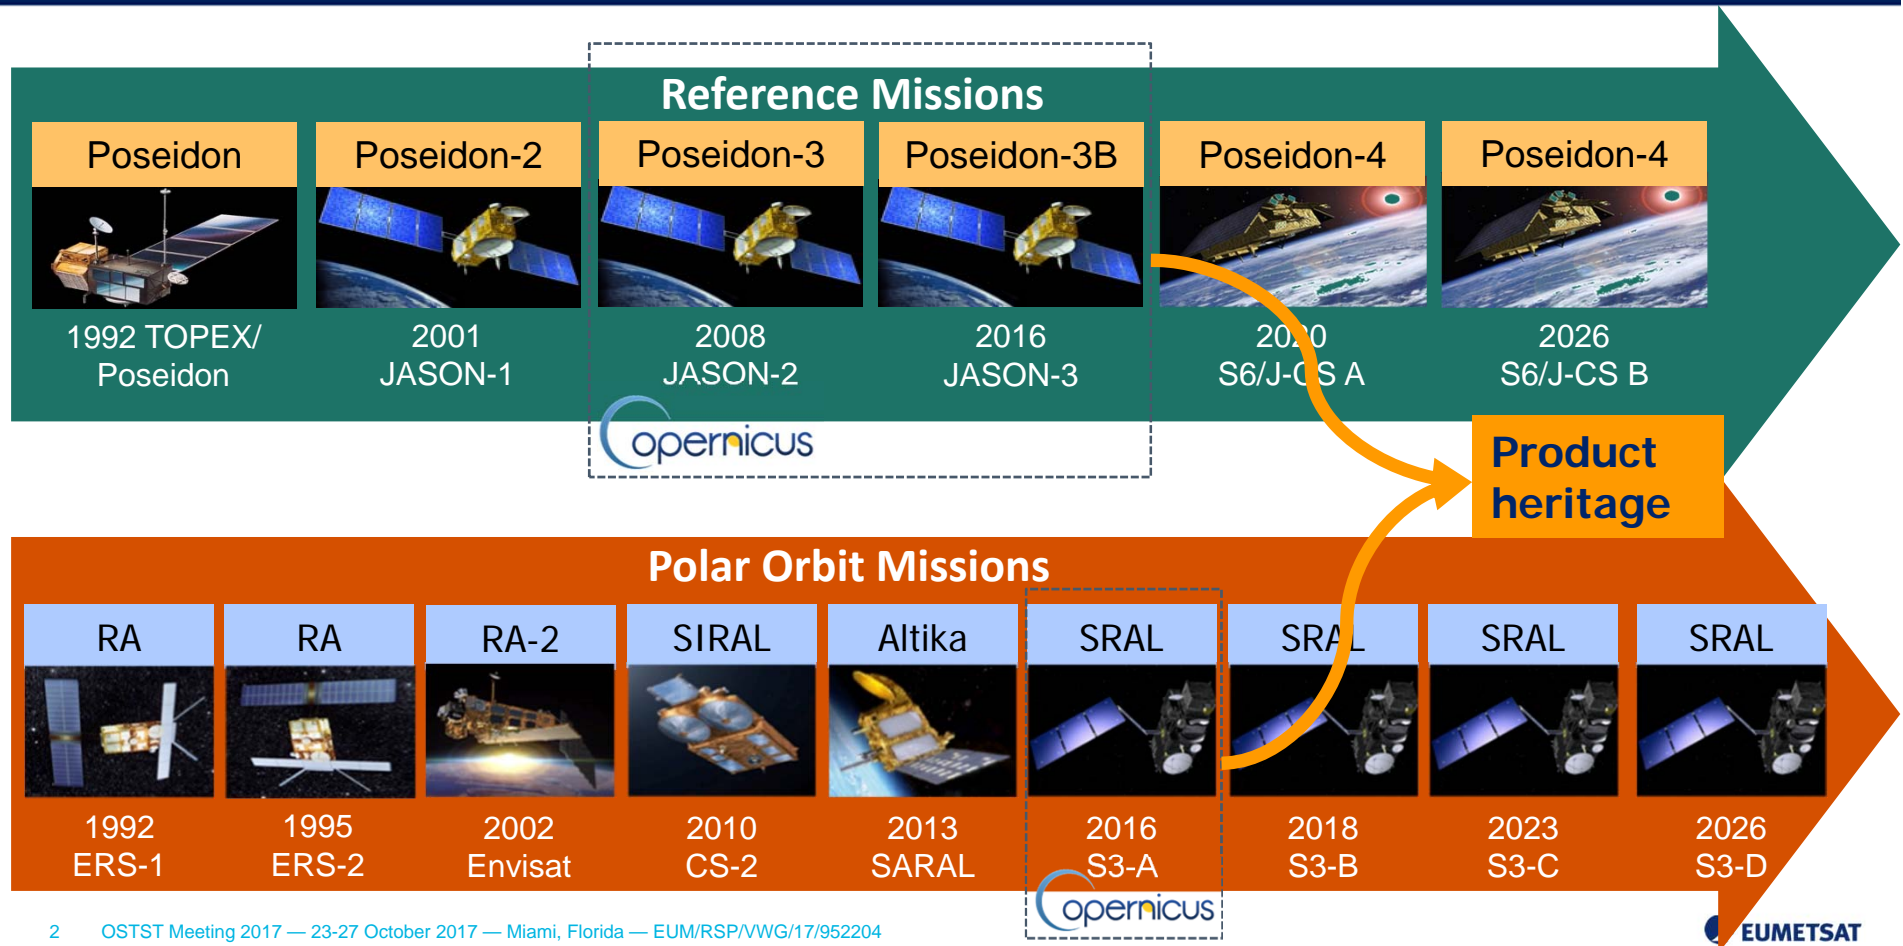 Reference Missions
Poseidon
Poseidon-2
Poseidon-3
Poseidon-3B
Poseidon-4
Poseidon-4
1992 TOPEX/
Poseidon
2001
JASON-1
2008
JASON-2
2016
JASON-3
2020
S6/J-CS A
2026
S6/J-CS B
Copernicus
Product
heritage
Polar Orbit Missions
RA
RA
RA-2
SIRAL
Altika
SRAL
SRAL
SRAL
SRAL
1992
ERS-1
1995
ERS-2
2002
Envisat
2010
CS-2
2013
SARAL
2016
S3-A
2018
S3-B
2023
S3-C
2026
S3-D
Copernicus
2 OSTST Meeting 2017 — 23-27 October 2017 — Miami, Florida — EUM/RSP/VWG/17/952204
EUMETSAT